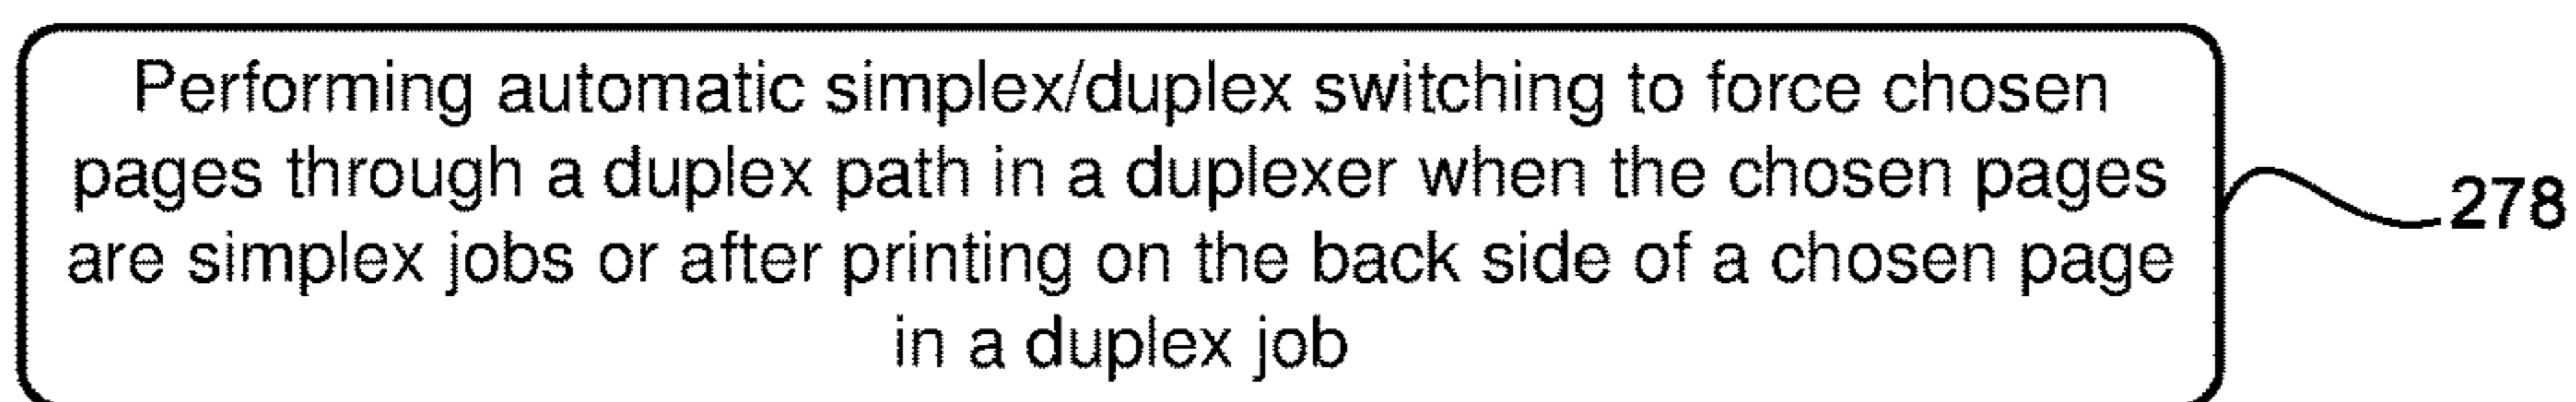 Performing automatic simplex/duplex switching to force chosen
pages through a duplex path in a duplexer when the chosen pages
are simplex jobs or after printing on the back side of a chosen page
in a duplex job
278